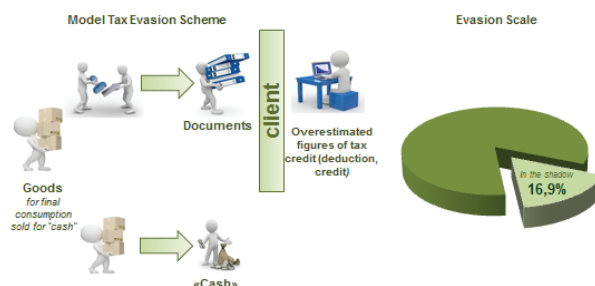 Model Tax Evasion Scheme
Evasion Scale
Documents
client
Overestimated
figures of tax
credit (deduction,
credit)
Goods
for final
consumption
sold for "cash"
«Cash»
In the shadow
16,9%